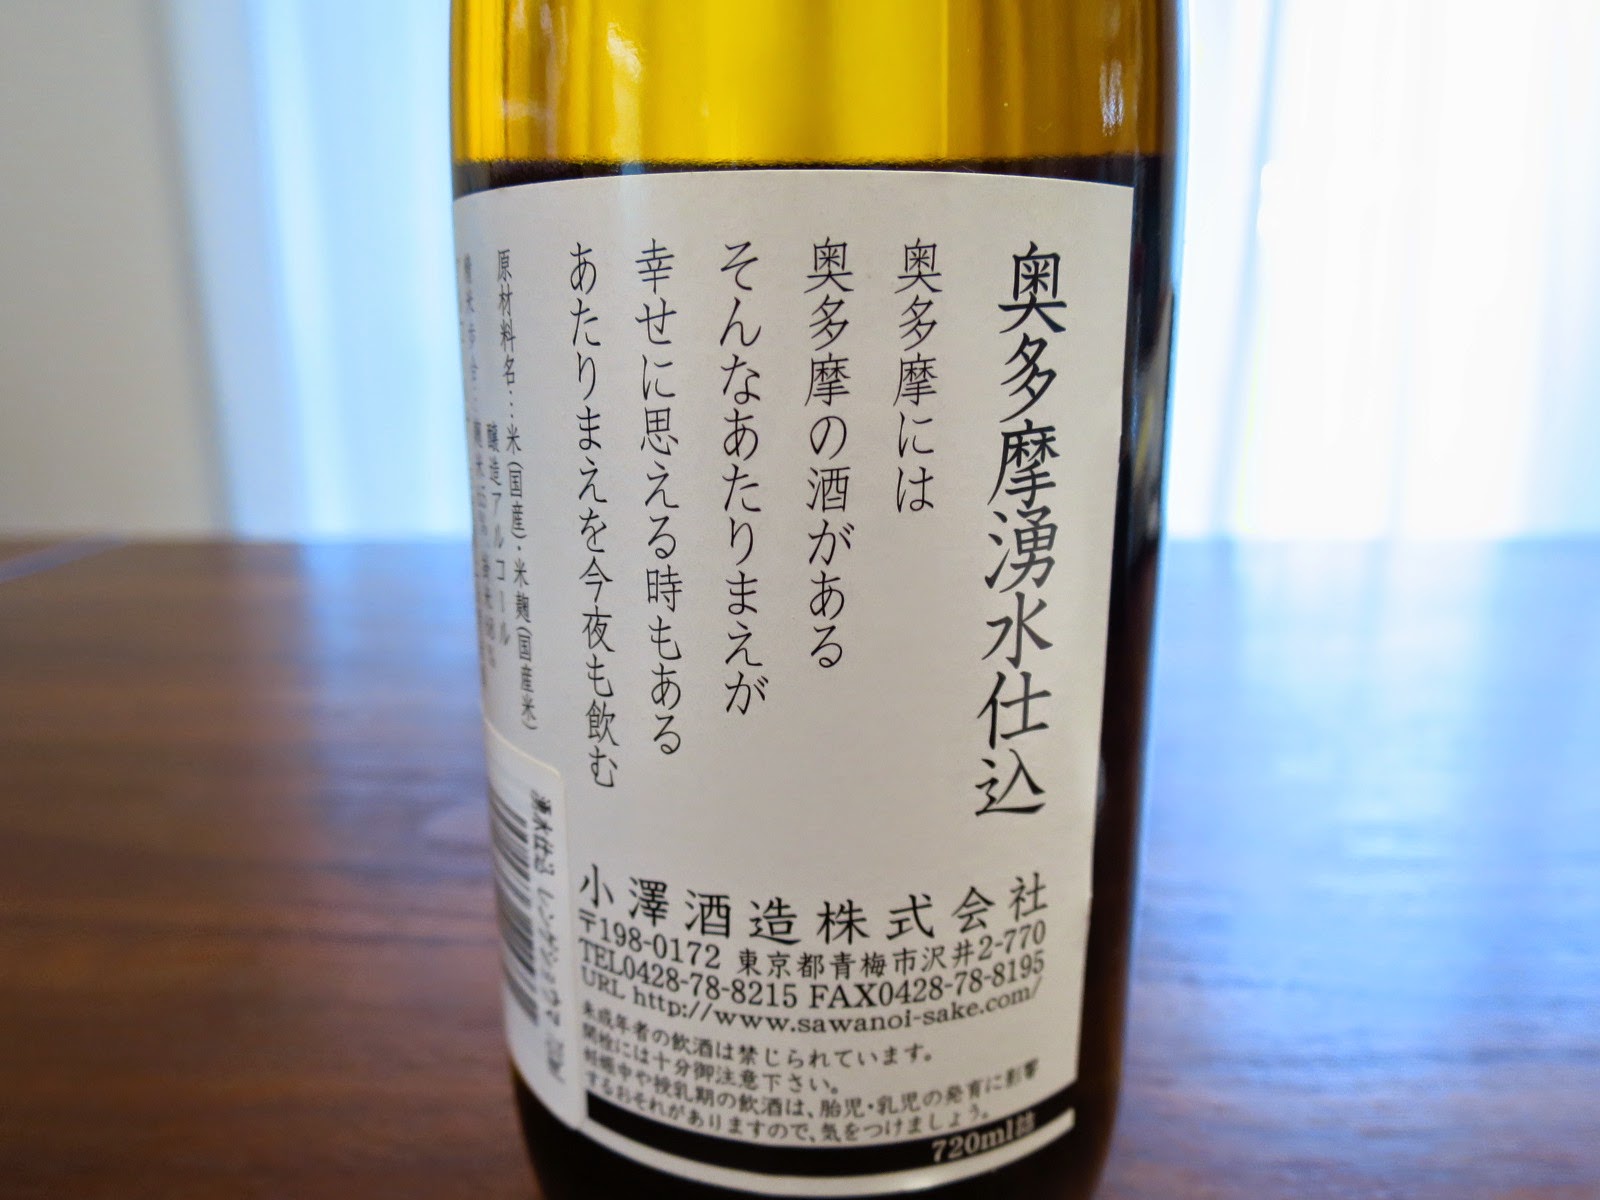 奥多摩湧水仕込
奥多摩には
奥多摩の酒がある
そんなあたりまえが
幸せに思える時もある
あたりまえを今夜も飲む
原材料名：米(国産)・米麹(国産米)
醸造アルコール
小澤酒造株式会社
〒198-0172 東京都青梅市沢井2-770
TEL0428-78-8215 FAX0428-78-8195
URL http://www.sawanoi-sake.com/
未成年者の飲酒は禁じられています。
開栓には十分御注意下さい。
妊娠中や授乳期の飲酒は、胎児・乳児の発育に影響
するおそれがありますので、気をつけましょう。
720ml詰